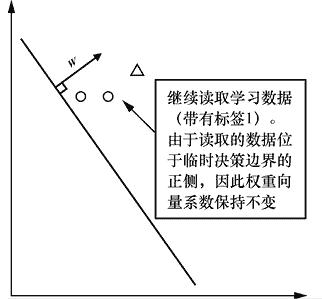 w
继续读取学习数据
（带有标签1）。
由于读取的数据位
于临时决策边界的
正侧，因此权重向
量系数保持不变